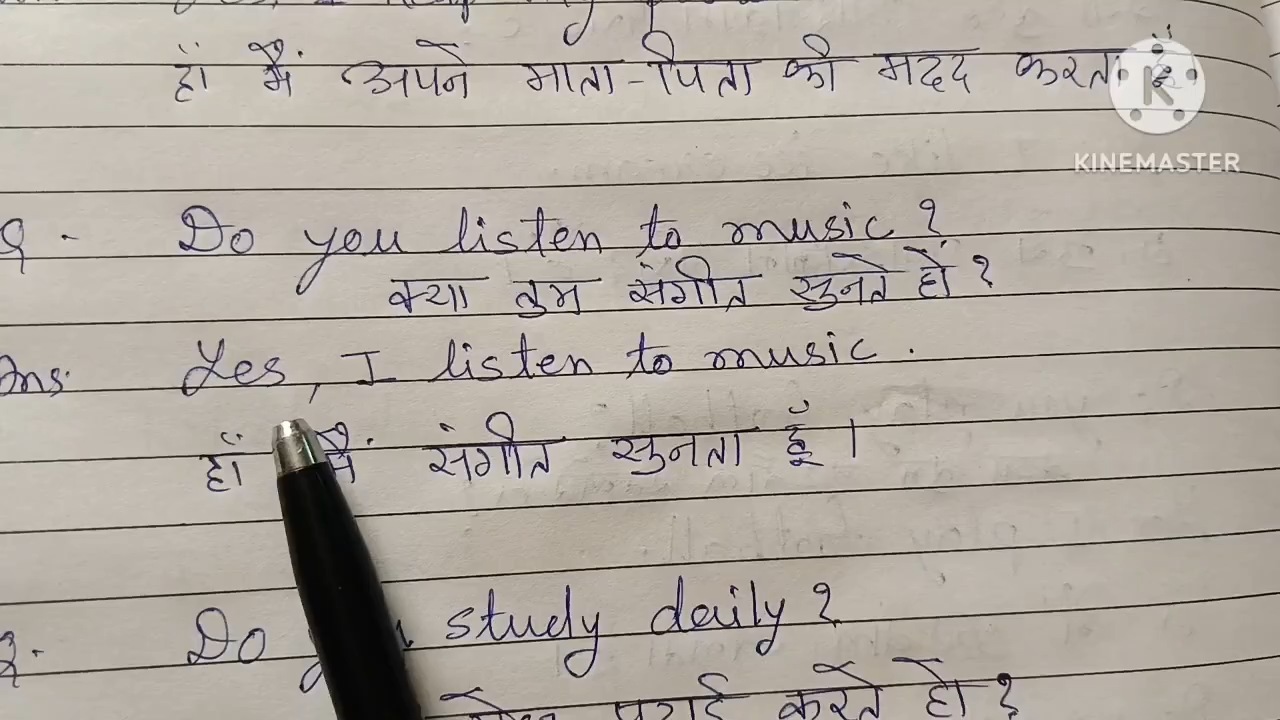 हां मैं अपने माता-पिता की मदद करता हूँ।
KINEMASTER
Q - Do you listen to music?
क्या तुम संगीत सुनते हों?
Ans. Yes, I listen to music.
हां मैं संगीत सुनता हूँ।
Q. Do you study daily?
पढ़ाई करते हो?